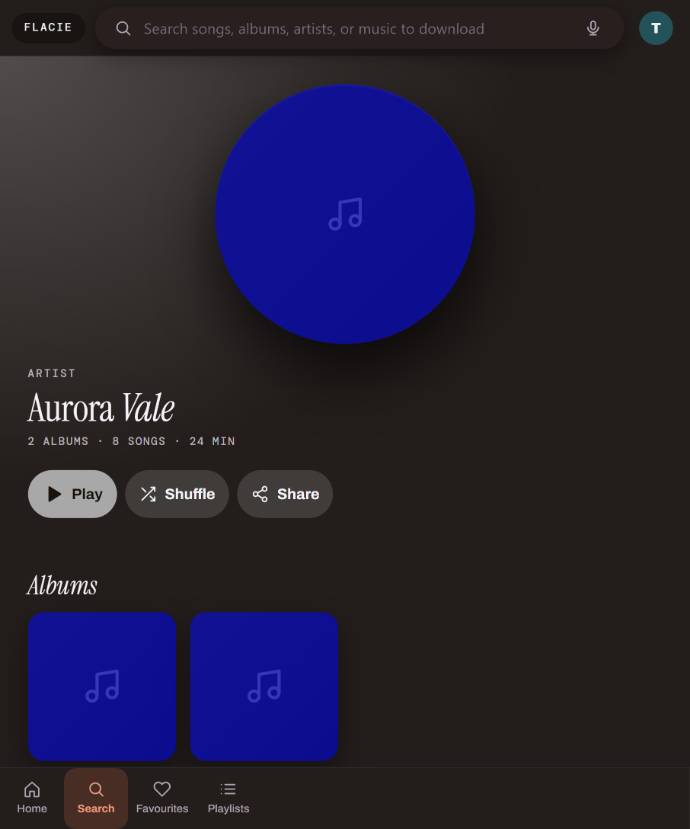 FLACIE
Search songs, albums, artists, or music to download
T
ARTIST
Aurora Vale
2 ALBUMS · 8 SONGS · 24 MIN
Play
Shuffle
Share
Albums
Home
Search
Favourites
Playlists